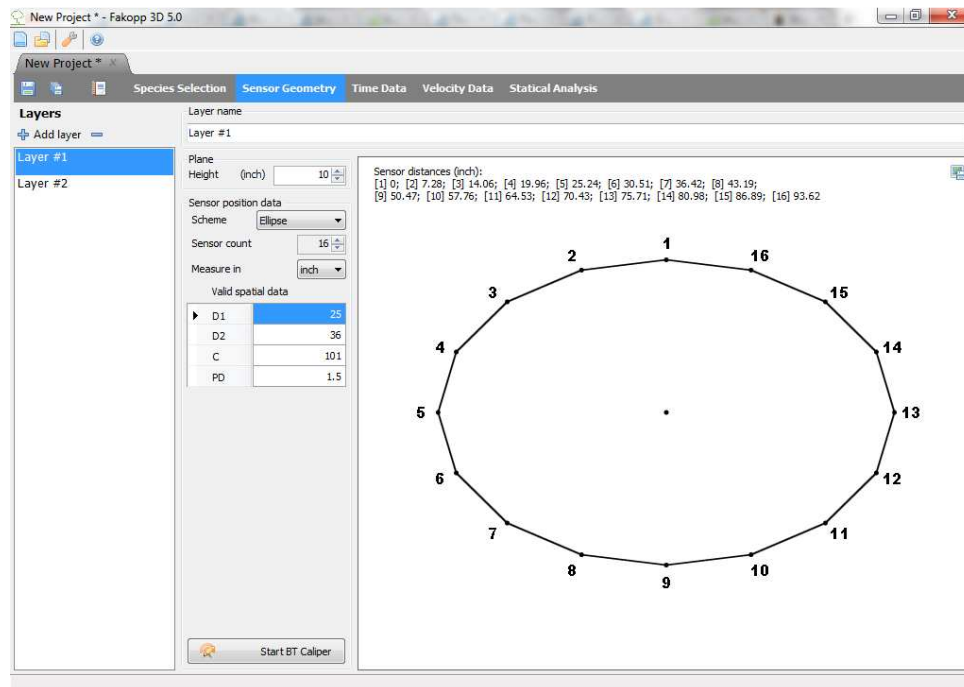 New Project * - Fakopp 3D 5.0
New Project *
Species Selection Sensor Geometry Time Data Velocity Data Statical Analysis
Layers
Add layer
Layer #1
Layer #2
Layer name
Layer #1
Plane
Height (inch) 10
Sensor position data
Scheme Ellipse
Sensor count 16
Measure in inch
Valid spatial data
D1 25
D2 36
C 101
PD 1.5
Start BT Caliper
Sensor distances (inch):
[1] 0; [2] 7.28; [3] 14.06; [4] 19.96; [5] 25.24; [6] 30.51; [7] 36.42; [8] 43.19;
[9] 50.47; [10] 57.76; [11] 64.53; [12] 70.43; [13] 75.71; [14] 80.98; [15] 86.89; [16] 93.62
1
2 16
3 15
4 14
5 13
6 12
7 11
8 10
9